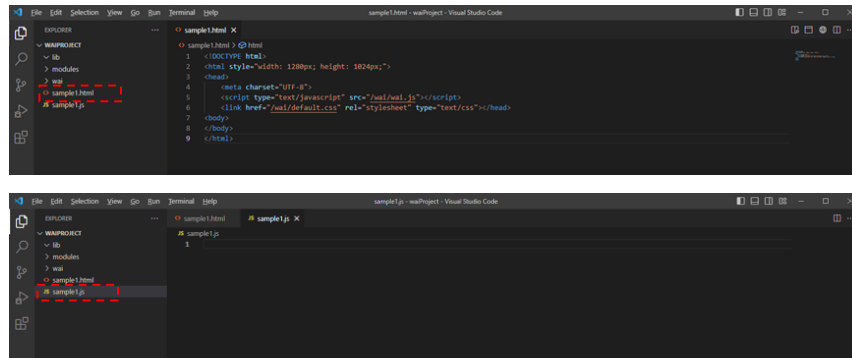 File Edit Selection View Go Run Terminal Help sample1.html - waiProject - Visual Studio Code
EXPLORER ··· sample1.html ×
WAIPROJECT sample1.html > html
lib 1 <!DOCTYPE html>
modules 2 <html style="width: 1280px; height: 1024px;">
wai 3 <head>
sample1.html 4 <meta charset="UTF-8">
sample1.js 5 <script type="text/javascript" src="/wai/wai.js"></script>
6 <link href="/wai/default.css" rel="stylesheet" type="text/css"></head>
7 <body>
8 </body>
9 </html>
File Edit Selection View Go Run Terminal Help sample1.js - waiProject - Visual Studio Code
EXPLORER ··· sample1.html JS sample1.js ×
WAIPROJECT JS sample1.js
lib 1
modules
wai
sample1.html
JS sample1.js